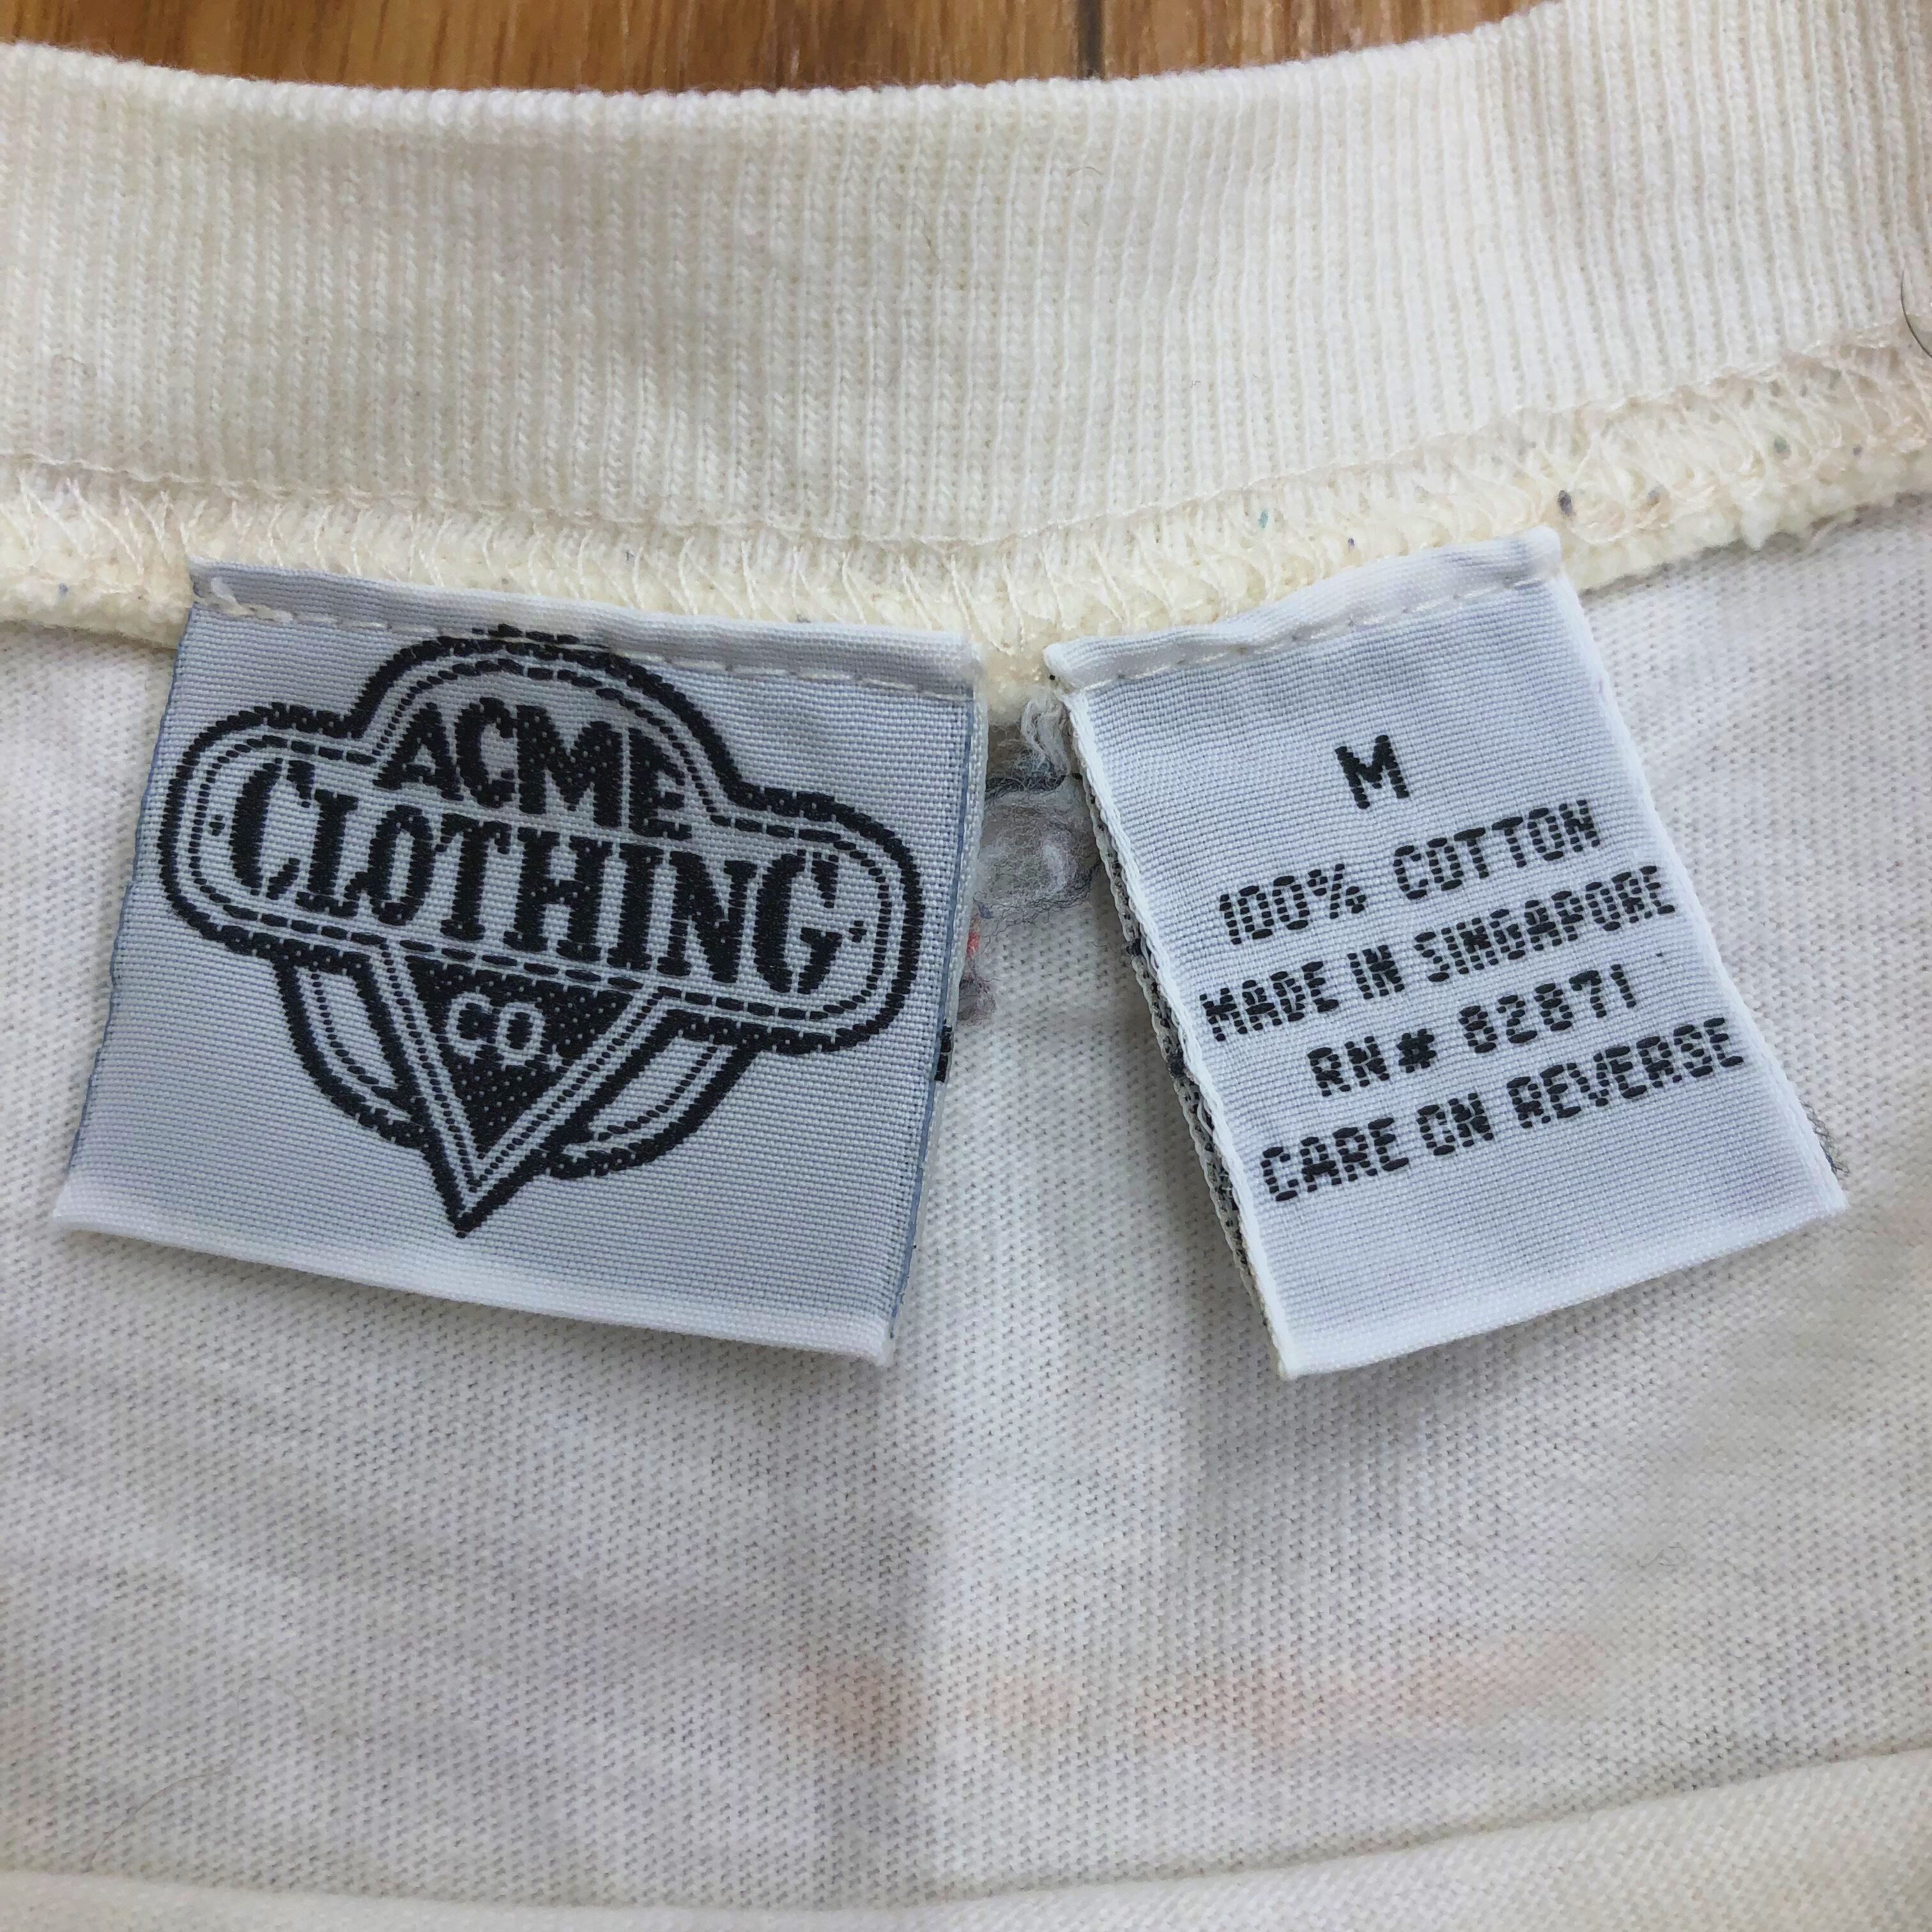 ACME
CLOTHING
CO.
M
100% COTTON
MADE IN SINGAPORE
RN# 82871
CARE ON REVERSE